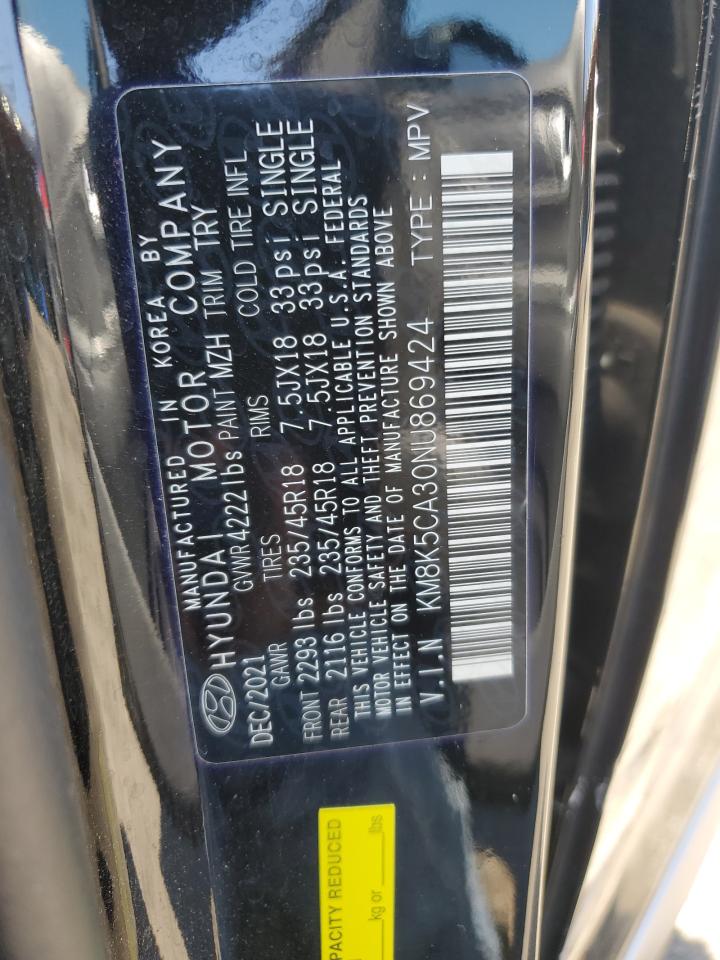 MANUFACTURED IN KOREA BY
HYUNDAI MOTOR COMPANY
DEC/2021 GVWR 4222 lbs PAINT MZH TRIM TRY
GAWR TIRES RIMS COLD TIRE INFL
FRONT 2293 lbs 235/45R18 7.5JX18 33psi SINGLE
REAR 2116 lbs 235/45R18 7.5JX18 33psi SINGLE
THIS VEHICLE CONFORMS TO ALL APPLICABLE U.S.A. FEDERAL
MOTOR VEHICLE SAFETY AND THEFT PREVENTION STANDARDS
IN EFFECT ON THE DATE OF MANUFACTURE SHOWN ABOVE
V.I.N KM8K5CA30NU869424 TYPE : MPV
PACITY REDUCED
kg or lbs